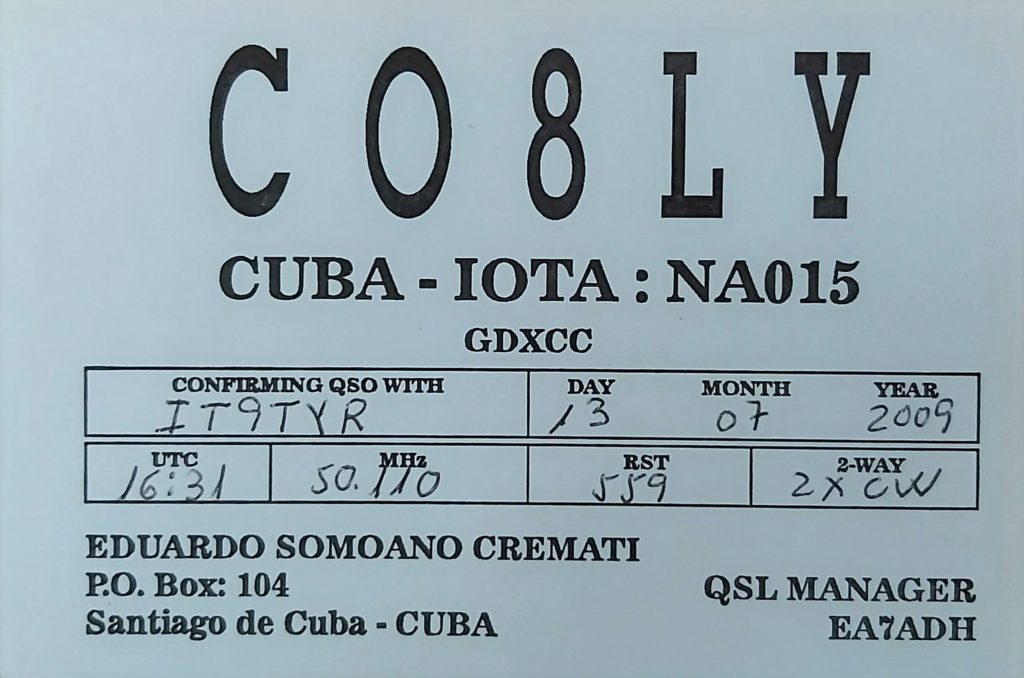 CO8LY
CUBA - IOTA : NA015
GDXCC
CONFIRMING QSO WITH DAY MONTH YEAR
IT9TYR 13 07 2009
UTC MHz RST 2-WAY
16:31 50.110 559 2 X CW
EDUARDO SOMOANO CREMATI
P.O. Box: 104 QSL MANAGER
Santiago de Cuba - CUBA EA7ADH